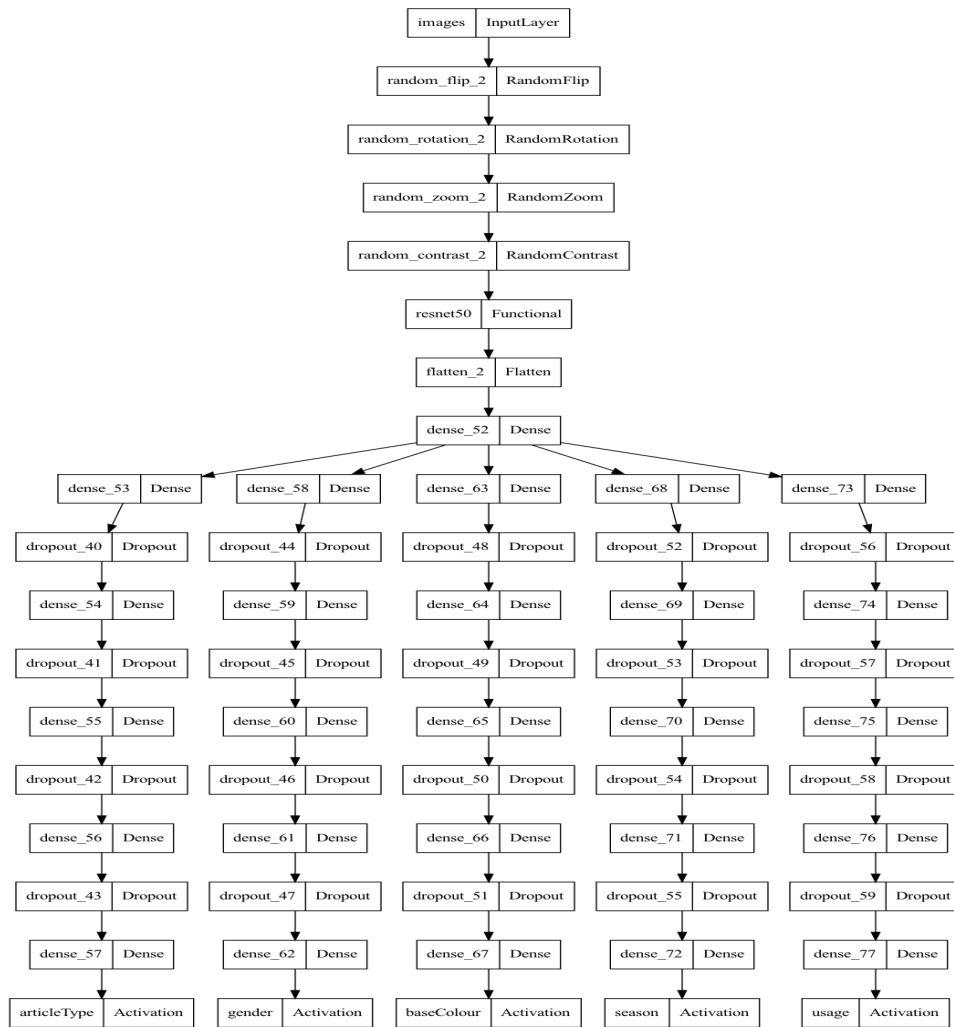 images InputLayer
random_flip_2 RandomFlip
random_rotation_2 RandomRotation
random_zoom_2 RandomZoom
random_contrast_2 RandomContrast
resnet50 Functional
flatten_2 Flatten
dense_52 Dense
dense_53 Dense dense_58 Dense dense_63 Dense dense_68 Dense dense_73 Dense
dropout_40 Dropout dropout_44 Dropout dropout_48 Dropout dropout_52 Dropout dropout_56 Dropout
dense_54 Dense dense_59 Dense dense_64 Dense dense_69 Dense dense_74 Dense
dropout_41 Dropout dropout_45 Dropout dropout_49 Dropout dropout_53 Dropout dropout_57 Dropout
dense_55 Dense dense_60 Dense dense_65 Dense dense_70 Dense dense_75 Dense
dropout_42 Dropout dropout_46 Dropout dropout_50 Dropout dropout_54 Dropout dropout_58 Dropout
dense_56 Dense dense_61 Dense dense_66 Dense dense_71 Dense dense_76 Dense
dropout_43 Dropout dropout_47 Dropout dropout_51 Dropout dropout_55 Dropout dropout_59 Dropout
dense_57 Dense dense_62 Dense dense_67 Dense dense_72 Dense dense_77 Dense
articleType Activation gender Activation baseColour Activation season Activation usage Activation